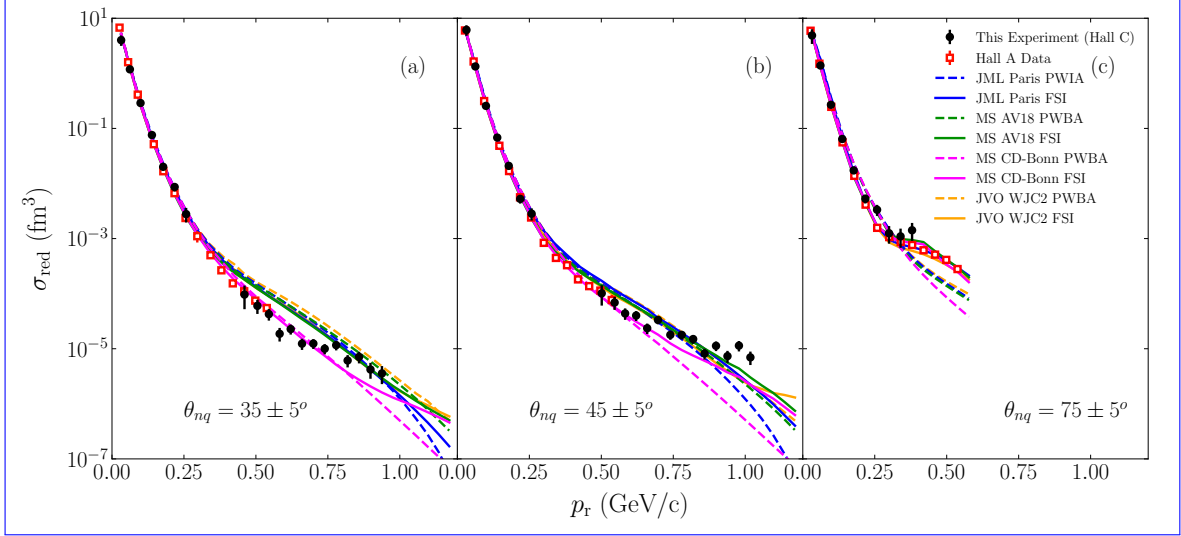 10^1
10^{-1}
10^{-3}
10^{-5}
10^{-7}
σ_red (fm^3)
(a)
θ_nq = 35 ± 5^o
0.00 0.25 0.50 0.75 1.00
(b)
θ_nq = 45 ± 5^o
0.25 0.50 0.75 1.00
(c)
θ_nq = 75 ± 5^o
0.00 0.25 0.50 0.75 1.00
This Experiment (Hall C)
Hall A Data
JML Paris PWIA
JML Paris FSI
MS AV18 PWBA
MS AV18 FSI
MS CD-Bonn PWBA
MS CD-Bonn FSI
JVO WJC2 PWBA
JVO WJC2 FSI
p_r (GeV/c)